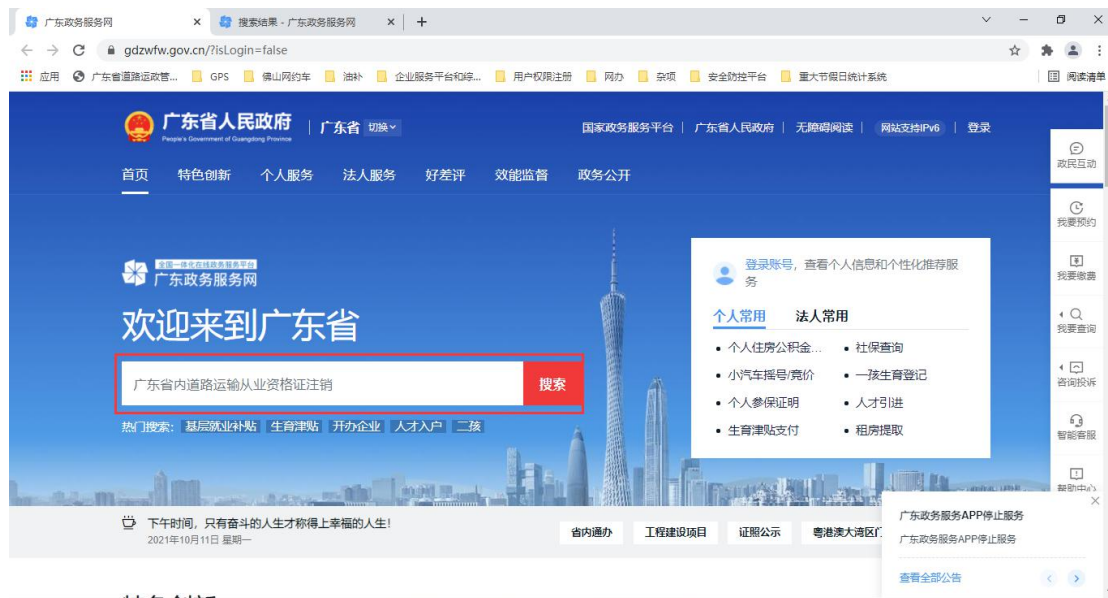 广东政务服务网
搜索结果 - 广东政务服务网
gdzwfw.gov.cn/?isLogin=false
应用 广东省道路运政管... GPS 佛山网约车 油补 企业服务平台和综... 用户权限注册 网办 杂项 安全防控平台 重大节假日统计系统 阅读清单
广东省人民政府 广东省 切换
People's Government of Guangdong Province
国家政务服务平台 | 广东省人民政府 | 无障碍阅读 | 网站支持IPv6 | 登录
首页 特色创新 个人服务 法人服务 好差评 效能监督 政务公开
全国一体化在线政务服务平台
广东政务服务网
欢迎来到广东省
广东省内道路运输从业资格证注销 搜索
热门搜索: 基层就业补贴 生育津贴 开办企业 人才入户 二孩
登录账号,查看个人信息和个性化推荐服
务
个人常用 法人常用
个人住房公积金... 社保查询
小汽车摇号/竞价 一孩生育登记
个人参保证明 人才引进
生育津贴支付 租房提取
政民互动
我要预约
我要缴费
我要查询
咨询投诉
智能客服
帮助中心
下午时间,只有奋斗的人生才称得上幸福的人生!
2021年10月11日 星期一
省内通办 工程建设项目 证照公示 粤港澳大湾区门
广东政务服务APP停止服务
广东政务服务APP停止服务
查看全部公告